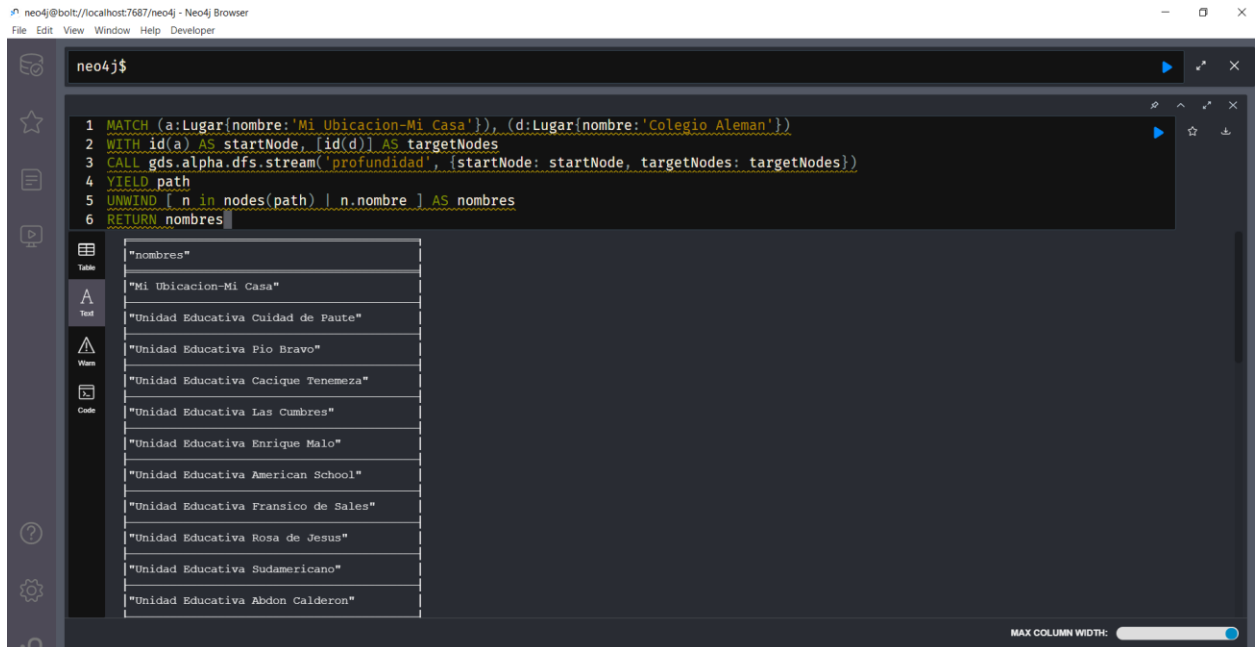 neo4j@bolt://localhost:7687/neo4j - Neo4j Browser
File Edit View Window Help Developer
neo4j$
1 MATCH (a:Lugar{nombre:'Mi Ubicacion-Mi Casa'}), (d:Lugar{nombre:'Colegio Aleman'})
2 WITH id(a) AS startNode, [id(d)] AS targetNodes
3 CALL gds.alpha.dfs.stream('profundidad', {startNode: startNode, targetNodes: targetNodes})
4 YIELD path
5 UNWIND [ n in nodes(path) | n.nombre ] AS nombres
6 RETURN nombres
Table
Text
Warn
Code
"nombres"
"Mi Ubicacion-Mi Casa"
"Unidad Educativa Cuidad de Paute"
"Unidad Educativa Pio Bravo"
"Unidad Educativa Cacique Tenemeza"
"Unidad Educativa Las Cumbres"
"Unidad Educativa Enrique Malo"
"Unidad Educativa American School"
"Unidad Educativa Fransico de Sales"
"Unidad Educativa Rosa de Jesus"
"Unidad Educativa Sudamericano"
"Unidad Educativa Abdon Calderon"
MAX COLUMN WIDTH: